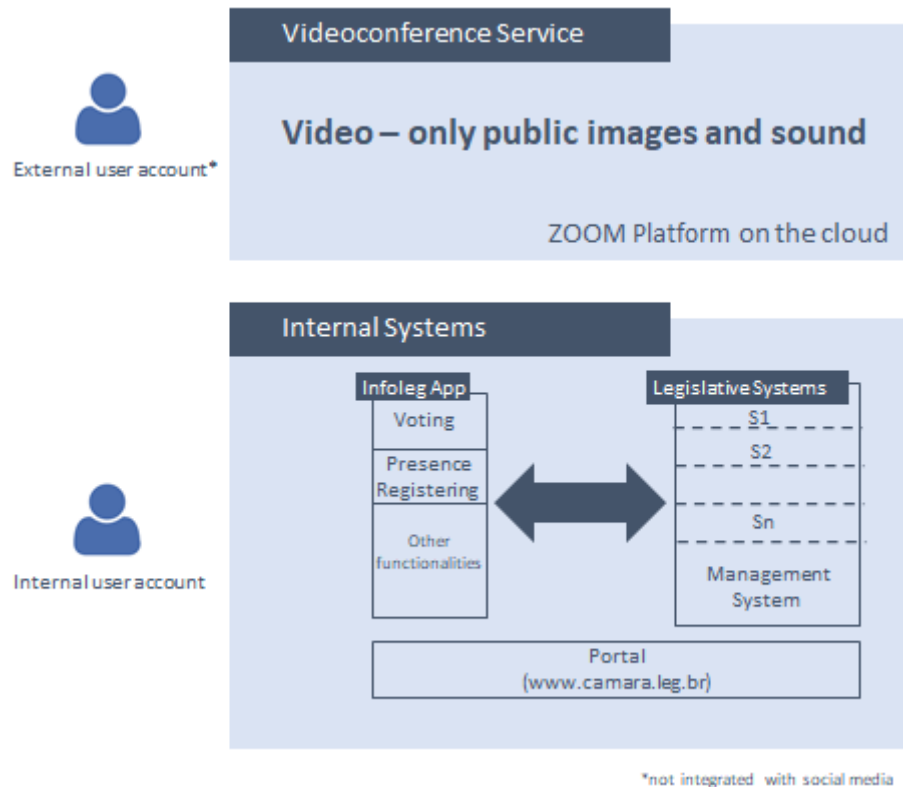 Videoconference Service
Video – only public images and sound
External user account*
ZOOM Platform on the cloud
Internal Systems
Infoleg App
Voting
Presence
Registering
Other
functionalities
Legislative Systems
S1
S2
Sn
Management
System
Internal user account
Portal
(www.camara.leg.br)
*not integrated with social media